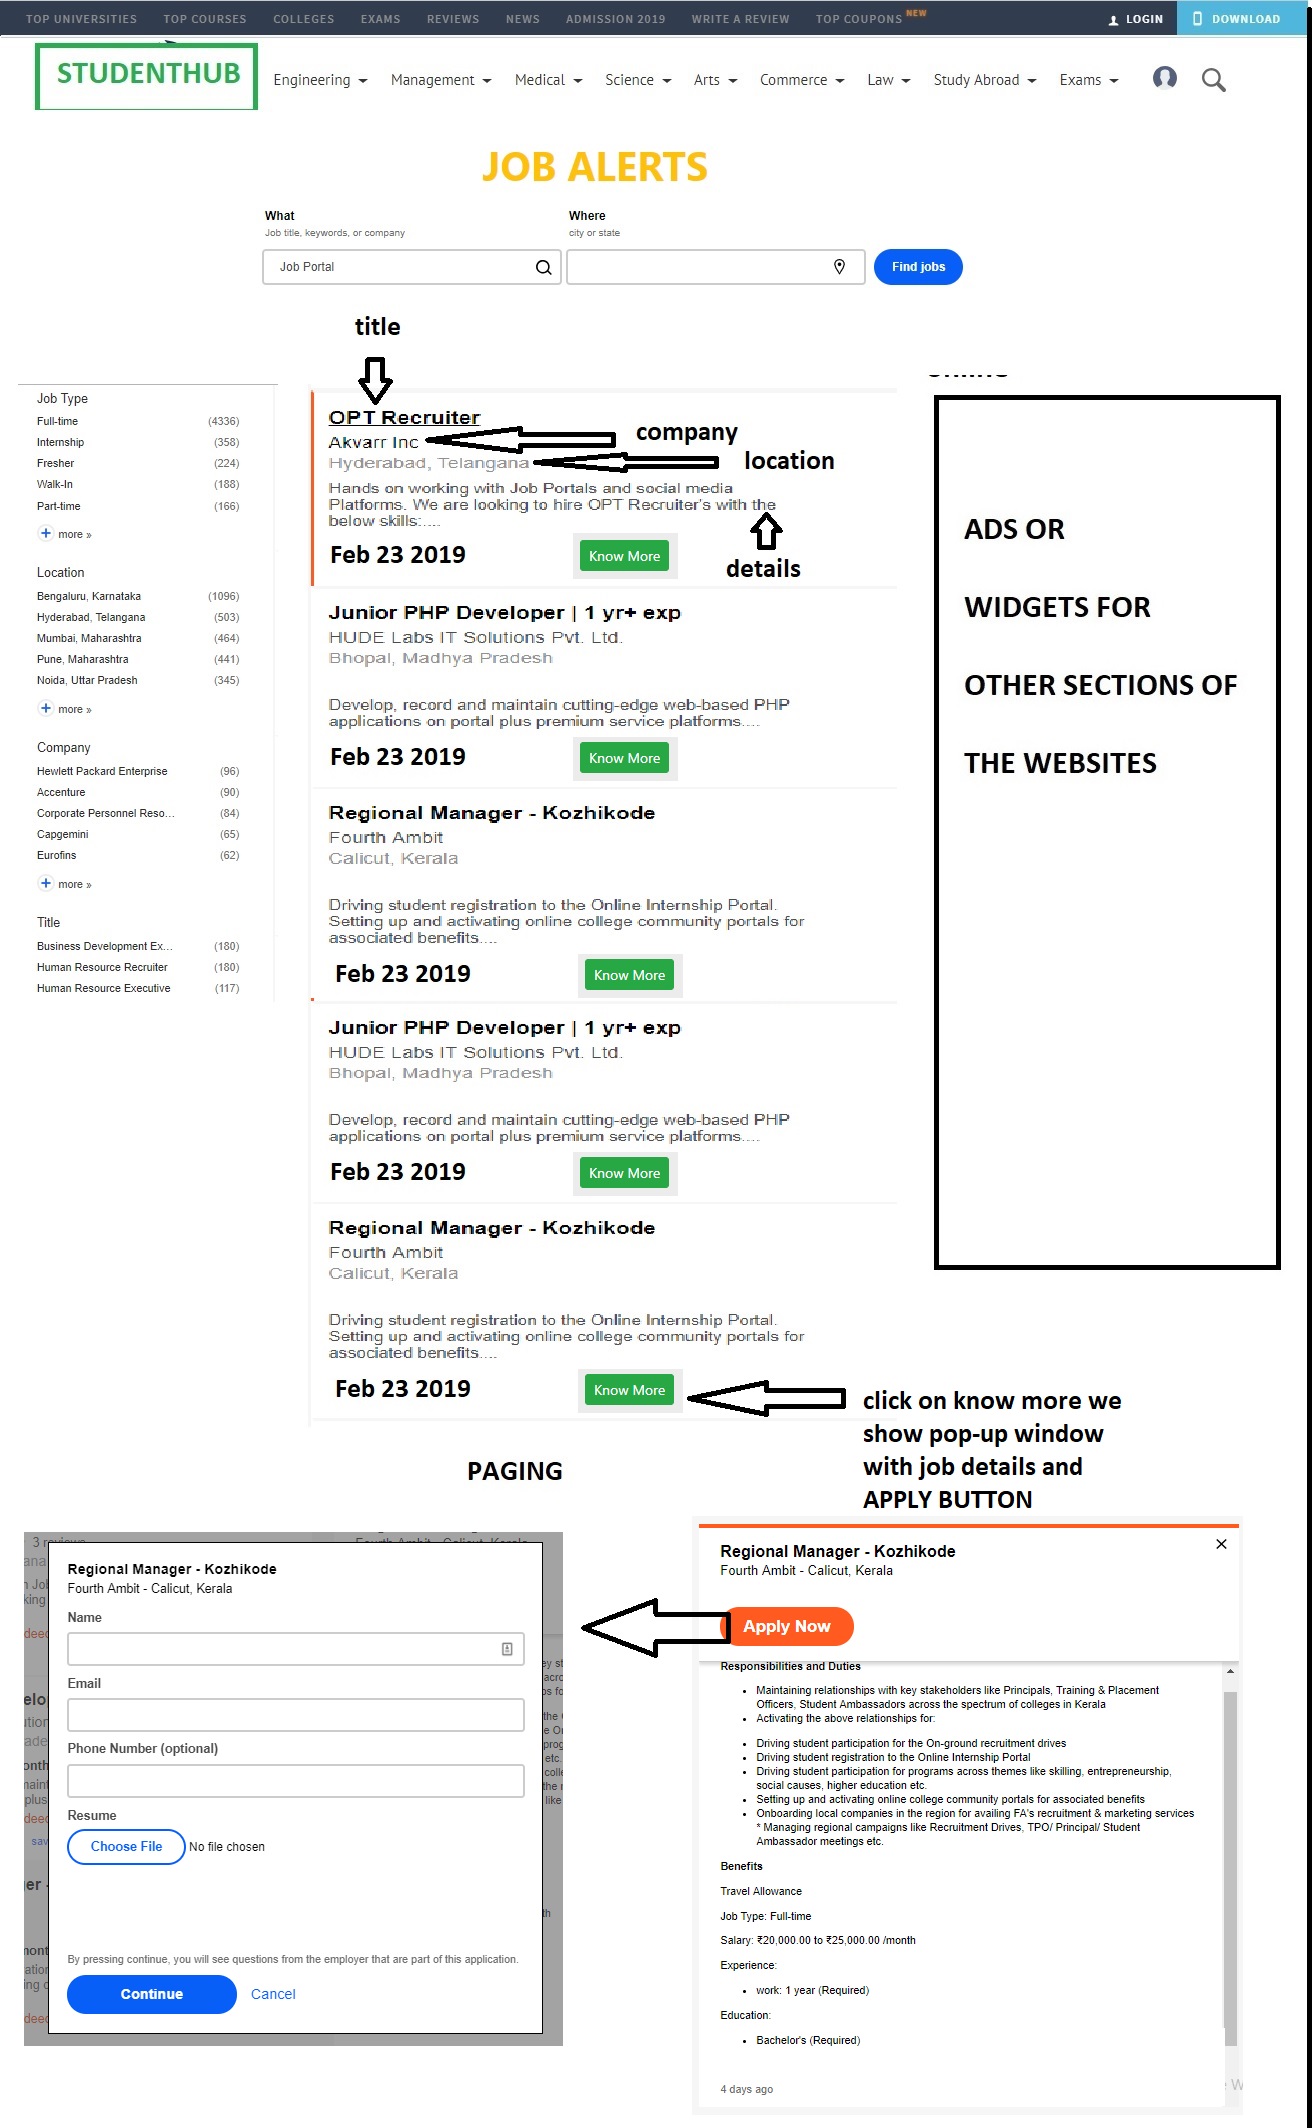 TOP UNIVERSITIES TOP COURSES COLLEGES EXAMS REVIEWS NEWS ADMISSION 2019 WRITE A REVIEW TOP COUPONS NEW LOGIN DOWNLOAD
STUDENTHUB
Engineering Management Medical Science Arts Commerce Law Study Abroad Exams
JOB ALERTS
What
Job title, keywords, or company
Where
city or state
Job Portal
Find jobs
title
Job Type
Full-time (4336)
Internship (358)
Fresher (224)
Walk-In (188)
Part-time (166)
more »
Location
Bengaluru, Karnataka (1096)
Hyderabad, Telangana (503)
Mumbai, Maharashtra (464)
Pune, Maharashtra (441)
Noida, Uttar Pradesh (345)
more »
Company
Hewlett Packard Enterprise (96)
Accenture (90)
Corporate Personnel Reso... (84)
Capgemini (65)
Eurofins (62)
more »
Title
Business Development Ex... (180)
Human Resource Recruiter (180)
Human Resource Executive (117)
OPT Recruiter
Akvarr Inc
company
Hyderabad, Telangana
location
Hands on working with Job Portals and social media
Platforms. We are looking to hire OPT Recruiter's with the
below skills:....
Feb 23 2019
Know More
details
Junior PHP Developer | 1 yr+ exp
HUDE Labs IT Solutions Pvt. Ltd.
Bhopal, Madhya Pradesh
Develop, record and maintain cutting-edge web-based PHP
applications on portal plus premium service platforms....
Feb 23 2019
Know More
Regional Manager - Kozhikode
Fourth Ambit
Calicut, Kerala
Driving student registration to the Online Internship Portal.
Setting up and activating online college community portals for
associated benefits....
Feb 23 2019
Know More
Junior PHP Developer | 1 yr+ exp
HUDE Labs IT Solutions Pvt. Ltd.
Bhopal, Madhya Pradesh
Develop, record and maintain cutting-edge web-based PHP
applications on portal plus premium service platforms....
Feb 23 2019
Know More
Regional Manager - Kozhikode
Fourth Ambit
Calicut, Kerala
Driving student registration to the Online Internship Portal.
Setting up and activating online college community portals for
associated benefits....
Feb 23 2019
Know More
ADS OR
WIDGETS FOR
OTHER SECTIONS OF
THE WEBSITES
click on know more we
show pop-up window
with job details and
APPLY BUTTON
PAGING
Regional Manager - Kozhikode
Fourth Ambit - Calicut, Kerala
Name
Email
Phone Number (optional)
Resume
Choose File No file chosen
By pressing continue, you will see questions from the employer that are part of this application.
Continue Cancel
Regional Manager - Kozhikode
Fourth Ambit - Calicut, Kerala
Apply Now
Responsibilities and Duties
• Maintaining relationships with key stakeholders like Principals, Training & Placement
Officers, Student Ambassadors across the spectrum of colleges in Kerala
• Activating the above relationships for:
• Driving student participation for the On-ground recruitment drives
• Driving student registration to the Online Internship Portal
• Driving student participation for programs across themes like skilling, entrepreneurship,
social causes, higher education etc.
• Setting up and activating online college community portals for associated benefits
• Onboarding local companies in the region for availing FA's recruitment & marketing services
* Managing regional campaigns like Recruitment Drives, TPO/ Principal/ Student
Ambassador meetings etc.
Benefits
Travel Allowance
Job Type: Full-time
Salary: ₹20,000.00 to ₹25,000.00 /month
Experience:
• work: 1 year (Required)
Education:
• Bachelor's (Required)
4 days ago